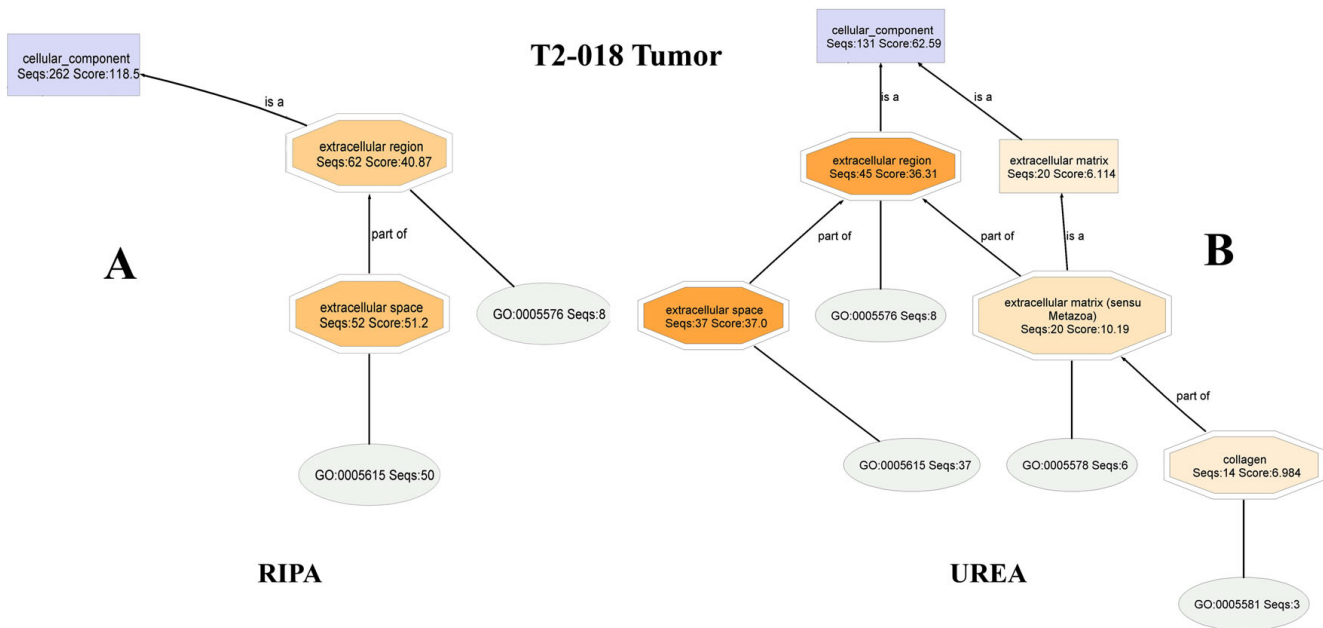 T2-018 Tumor
A
cellular_component
Seqs:262 Score:118.5
is a
extracellular region
Seqs:62 Score:40.87
part of
extracellular space
Seqs:52 Score:51.2
GO:0005576 Seqs:8
GO:0005615 Seqs:50
RIPA
B
cellular_component
Seqs:131 Score:62.59
is a
is a
extracellular region
Seqs:45 Score:36.31
extracellular matrix
Seqs:20 Score:6.114
part of
part of
is a
extracellular space
Seqs:37 Score:37.0
GO:0005576 Seqs:8
extracellular matrix (sensu
Metazoa)
Seqs:20 Score:10.19
part of
GO:0005615 Seqs:37
GO:0005578 Seqs:6
collagen
Seqs:14 Score:6.984
GO:0005581 Seqs:3
UREA